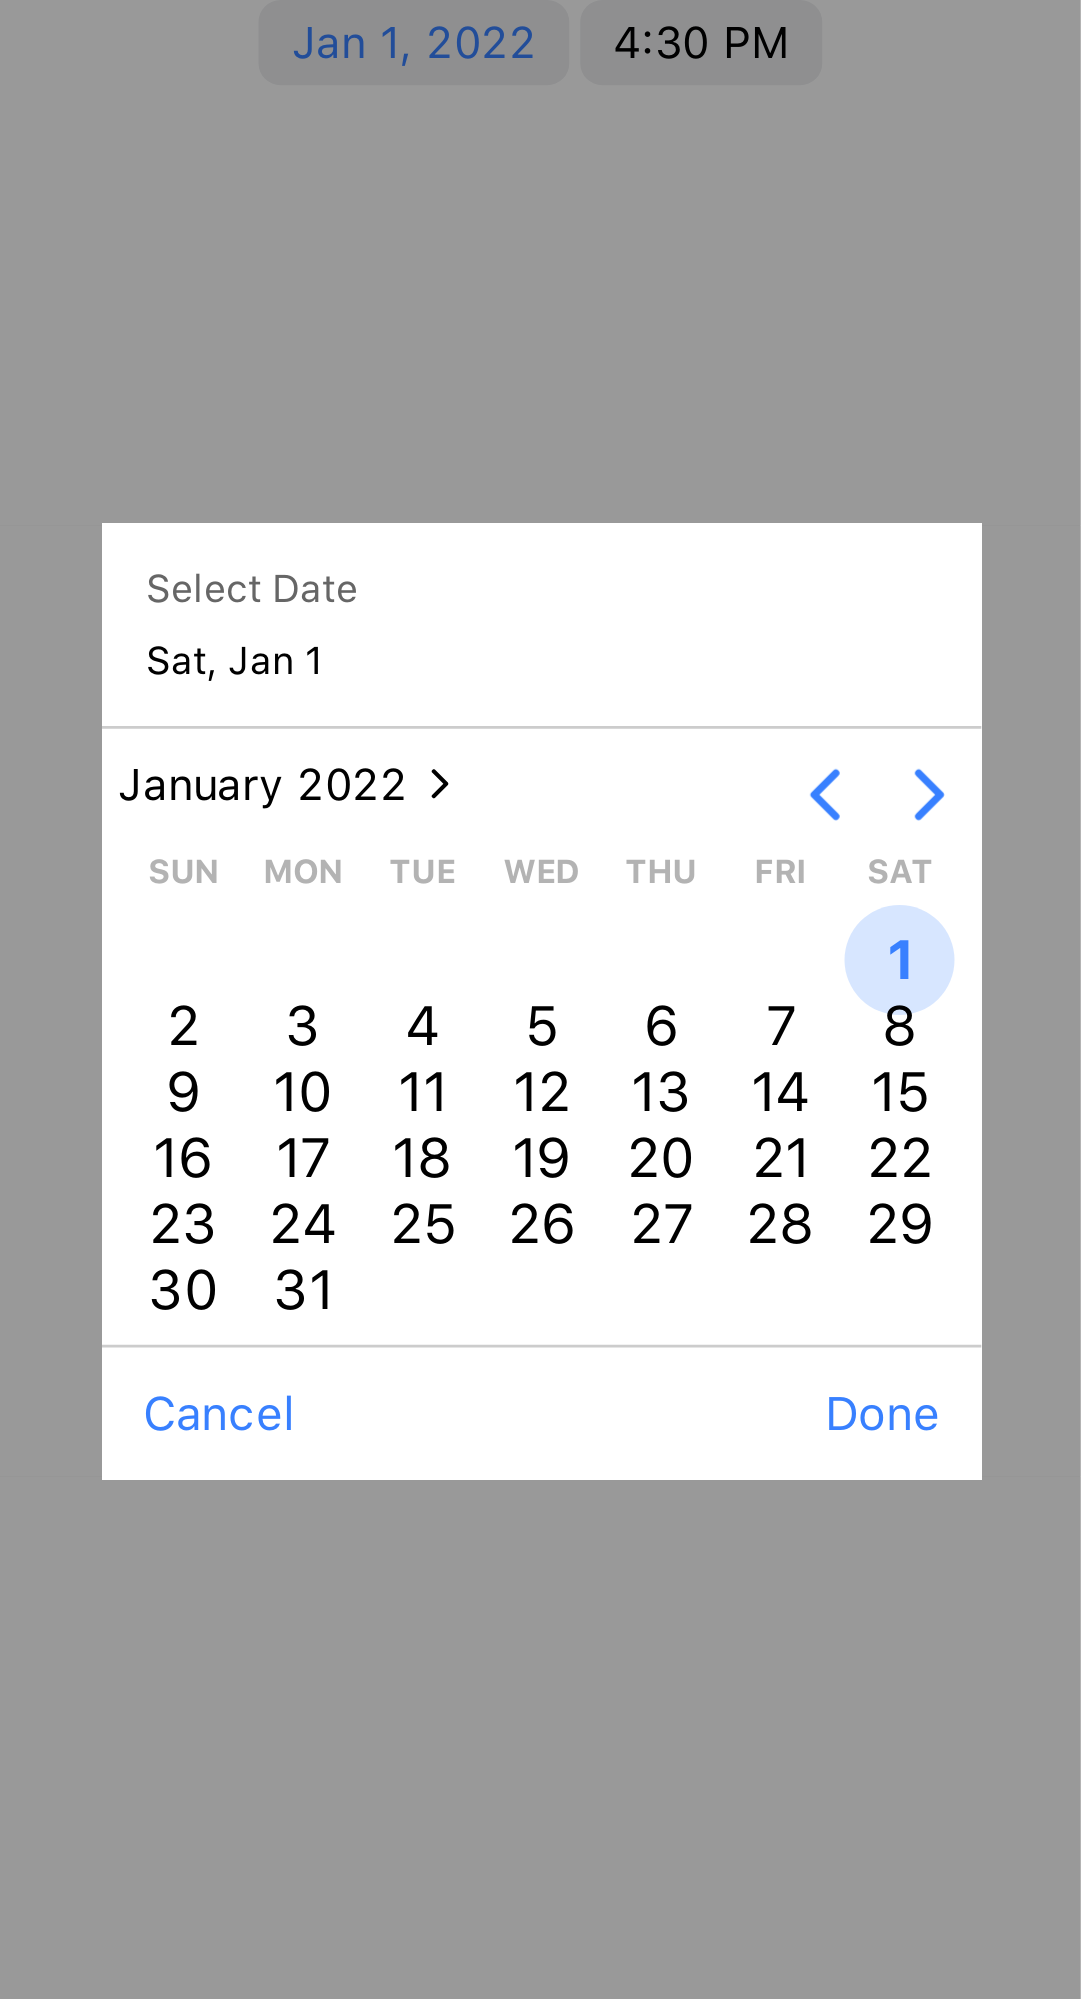 Jan 1, 2022 4:30 PM
Select Date
Sat, Jan 1
January 2022
SUN MON TUE WED THU FRI SAT
1
2 3 4 5 6 7 8
9 10 11 12 13 14 15
16 17 18 19 20 21 22
23 24 25 26 27 28 29
30 31
Cancel Done